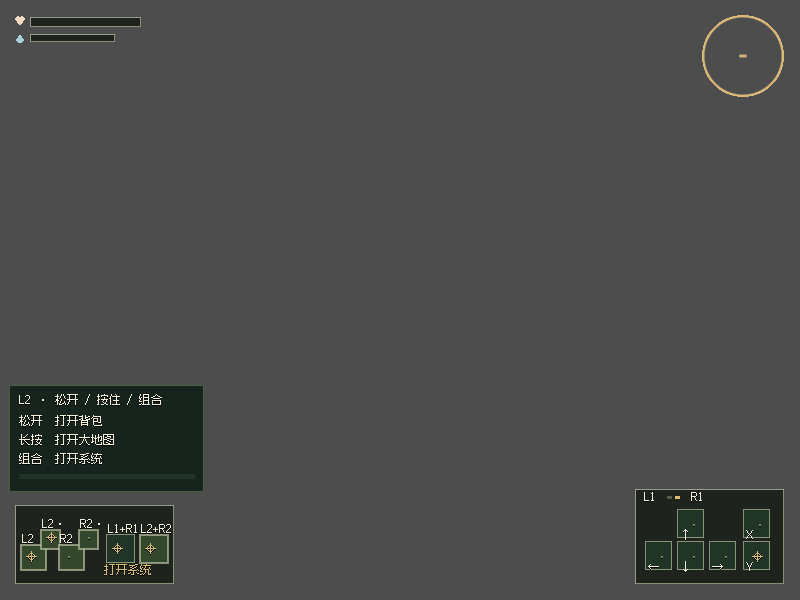 L2 · 松开 / 按住 / 组合
松开 打开背包
长按 打开大地图
组合 打开系统
L2 · R2 · L1+R1 L2+R2
L2 R2
打开系统
L1 R1
↑ X
← ↓ → Y